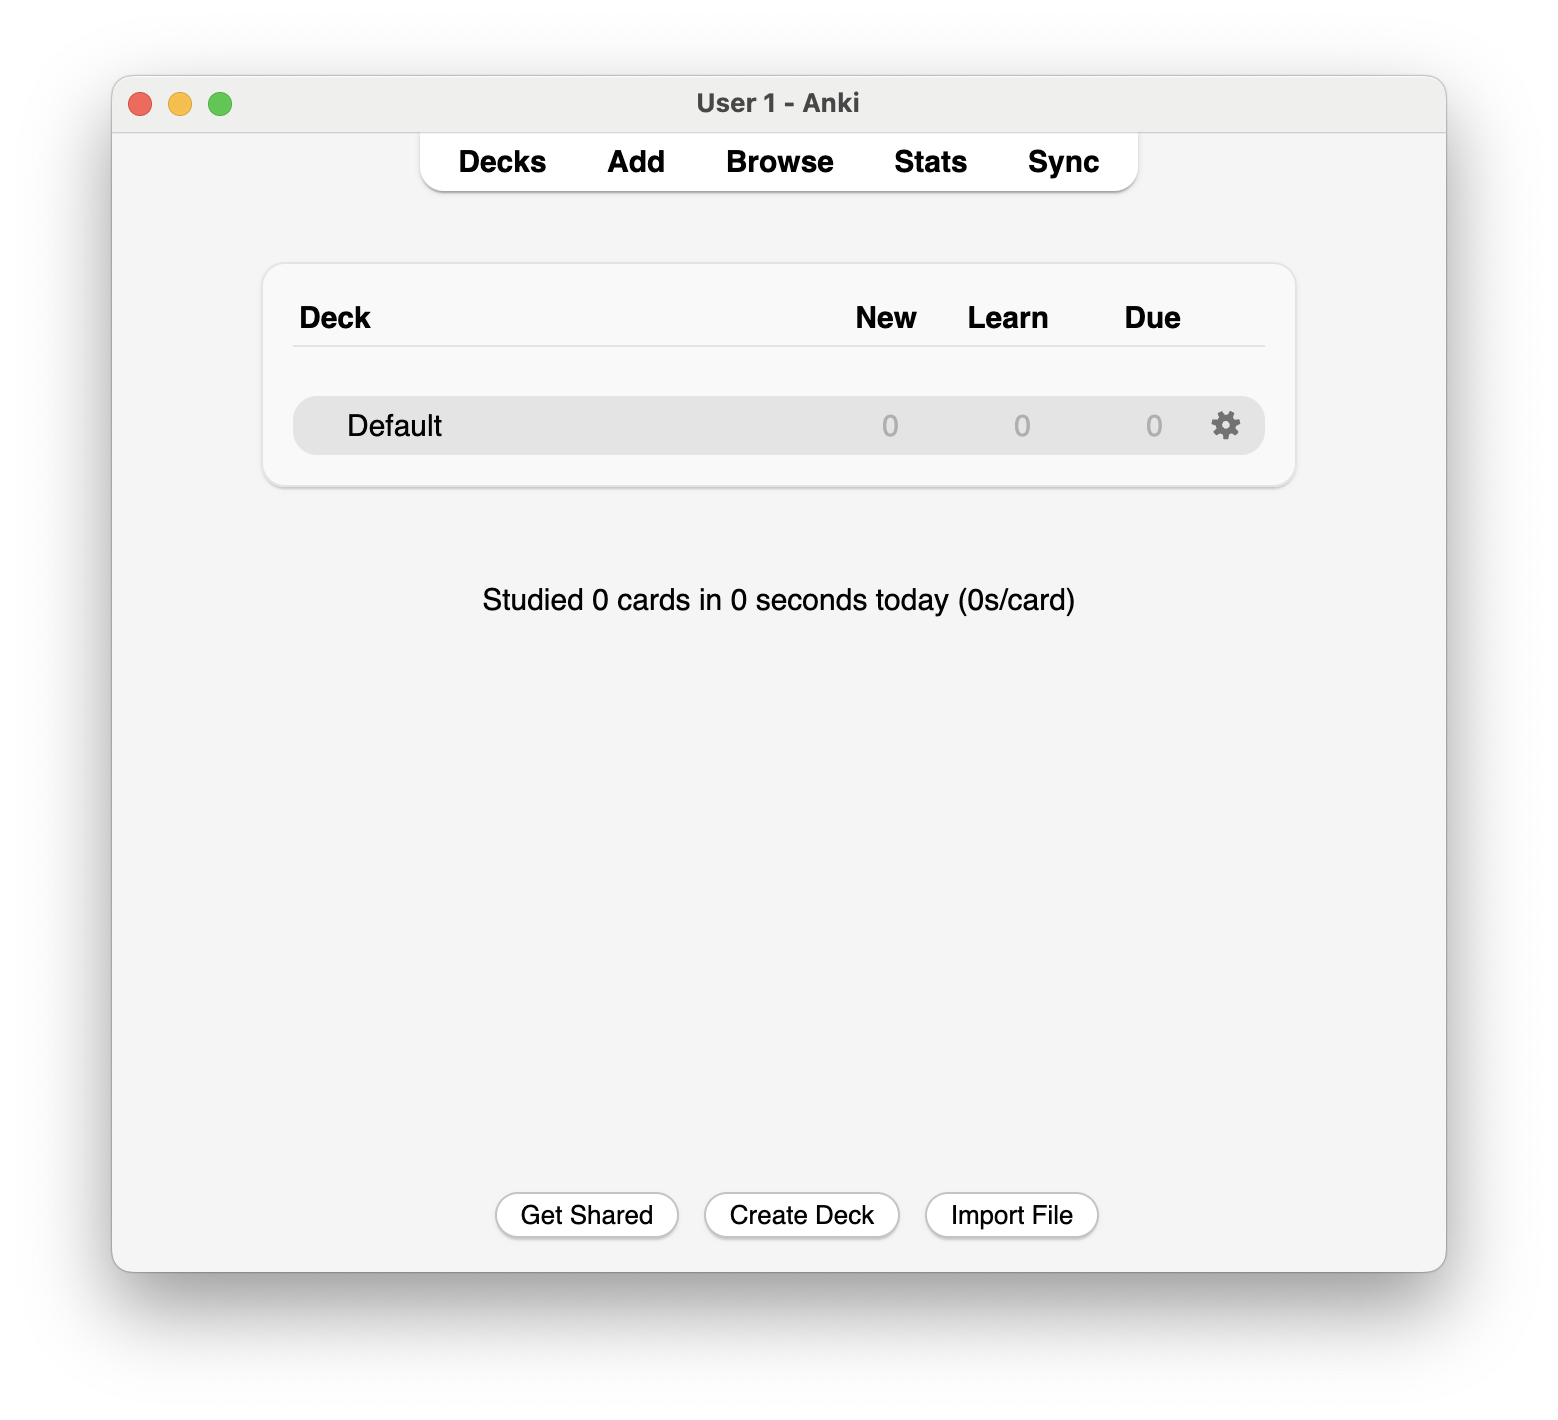 User 1 - Anki
Decks Add Browse Stats Sync
Deck New Learn Due
Default 0 0 0
Studied 0 cards in 0 seconds today (0s/card)
Get Shared Create Deck Import File